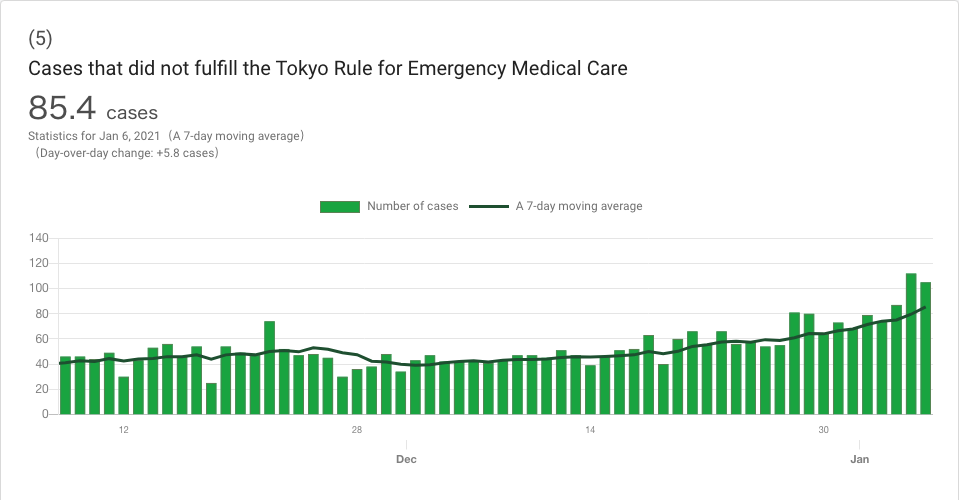 (5)
Cases that did not fulfill the Tokyo Rule for Emergency Medical Care
85.4 cases
Statistics for Jan 6, 2021（A 7-day moving average）
（Day-over-day change: +5.8 cases）
Number of cases A 7-day moving average
140
120
100
80
60
40
20
0
12 28 14 30
Dec Jan